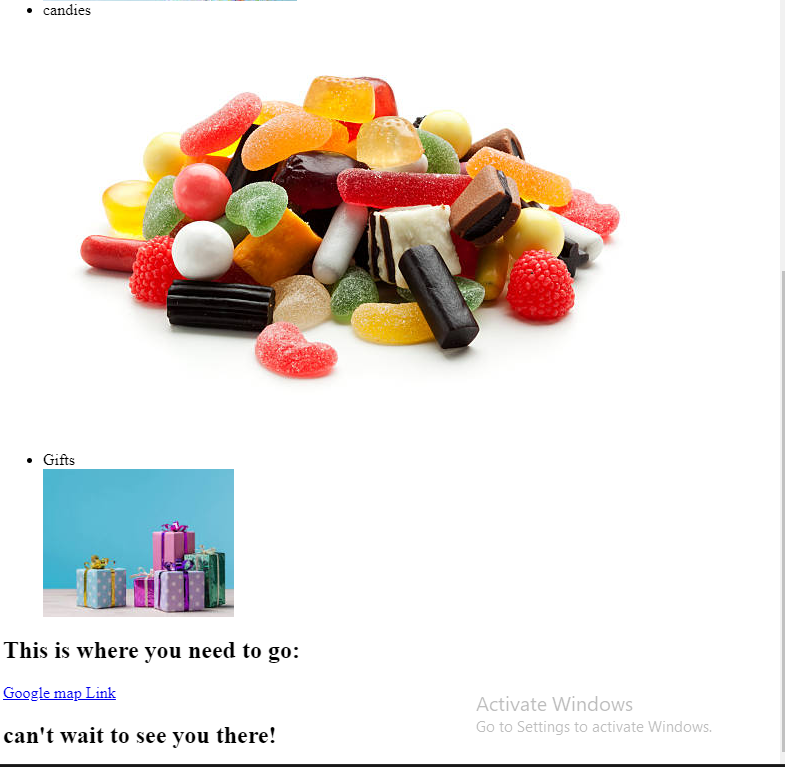 candies
Gifts
This is where you need to go:
Google map Link
can't wait to see you there!
Activate Windows
Go to Settings to activate Windows.